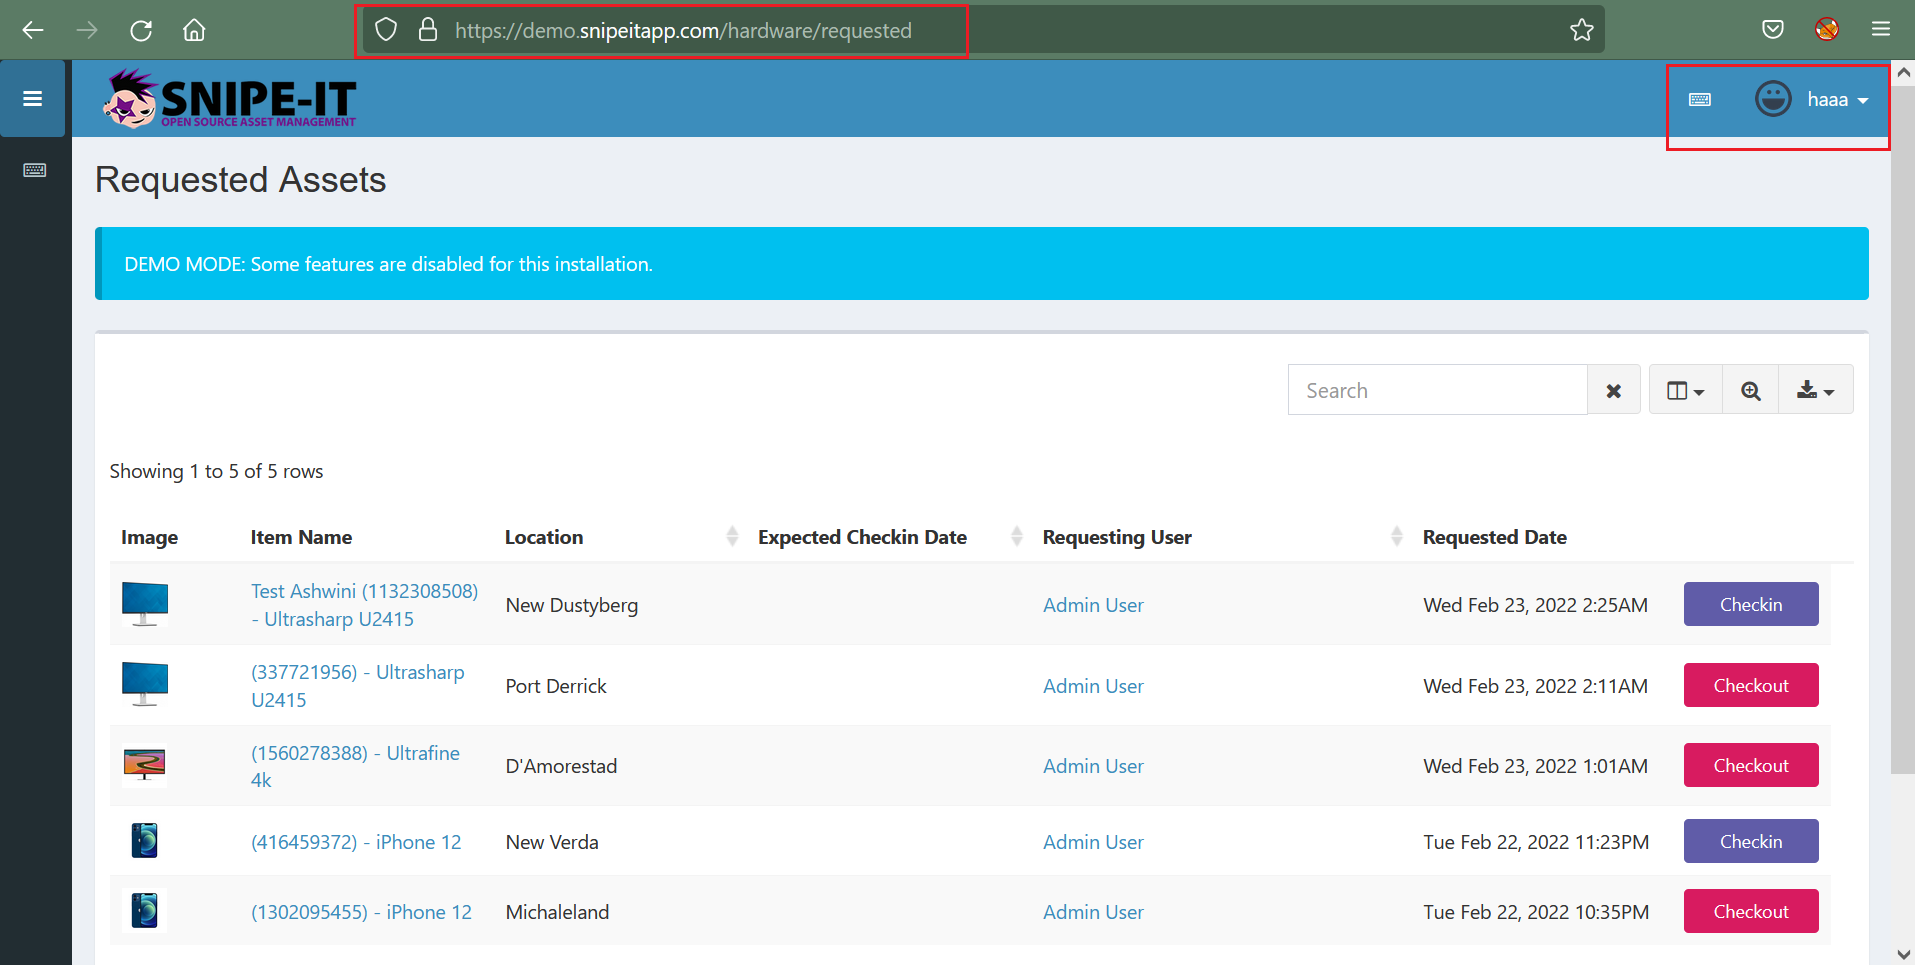 https://demo.snipeitapp.com/hardware/requested
SNIPE-IT
OPEN SOURCE ASSET MANAGEMENT
haaa
Requested Assets
DEMO MODE: Some features are disabled for this installation.
Search
Showing 1 to 5 of 5 rows
Image Item Name Location Expected Checkin Date Requesting User Requested Date
Test Ashwini (1132308508)
- Ultrasharp U2415 New Dustyberg Admin User Wed Feb 23, 2022 2:25AM Checkin
(337721956) - Ultrasharp
U2415 Port Derrick Admin User Wed Feb 23, 2022 2:11AM Checkout
(1560278388) - Ultrafine
4k D'Amorestad Admin User Wed Feb 23, 2022 1:01AM Checkout
(416459372) - iPhone 12 New Verda Admin User Tue Feb 22, 2022 11:23PM Checkin
(1302095455) - iPhone 12 Michaleland Admin User Tue Feb 22, 2022 10:35PM Checkout